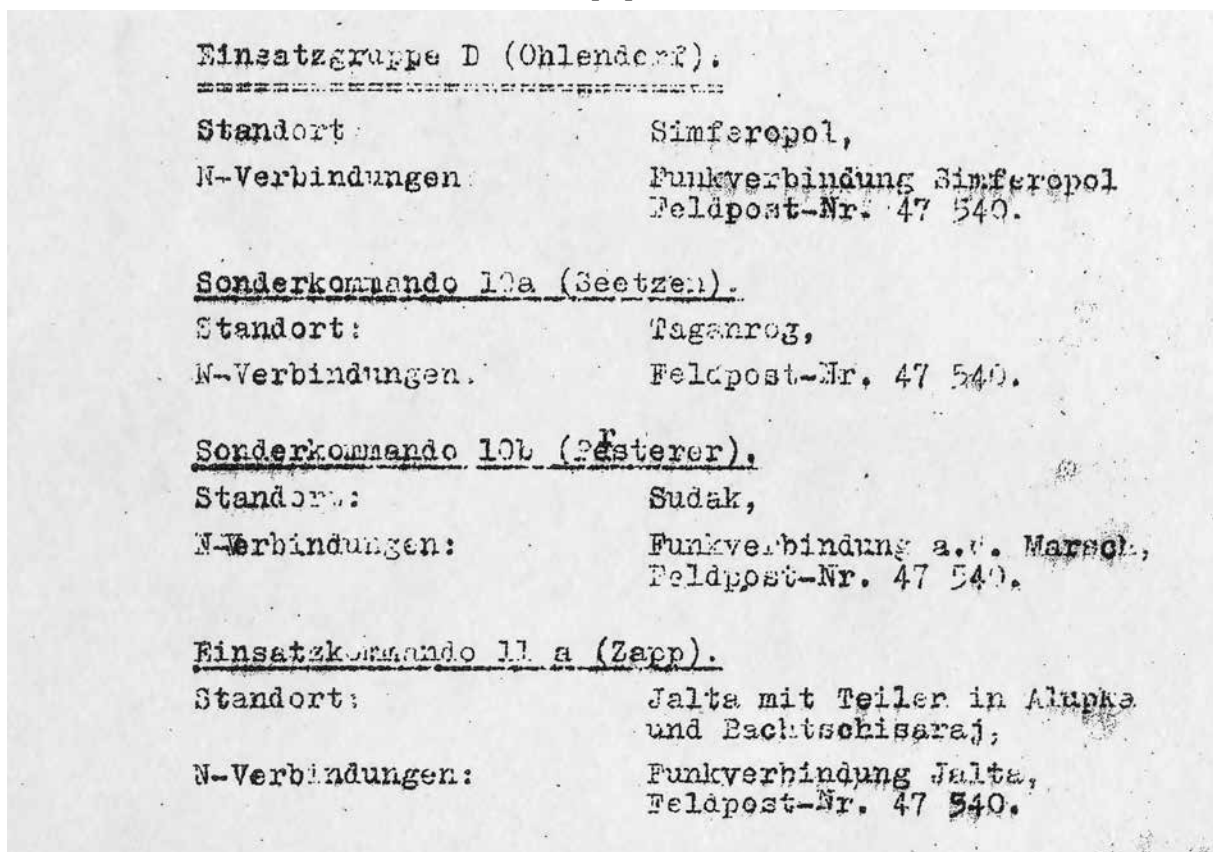 Einsatzgruppe D (Ohlendorf).
Standort Simferopol,
N-Verbindungen Funkverbindung Simferopol
Feldpost-Nr. 47 540.
Sonderkommando 10a (Seetzen).
Standort: Taganrog,
N-Verbindungen. Feldpost-Nr. 47 540.
Sonderkommando 10b (Persterer).
Standort: Sudak,
N-Verbindungen: Funkverbindung a.d. Marsch,
Feldpost-Nr. 47 540.
Einsatzkommando 11 a (Zapp).
Standort: Jalta mit Teilen in Alupka
und Bachtschisaraj,
N-Verbindungen: Funkverbindung Jalta,
Feldpost-Nr. 47 540.